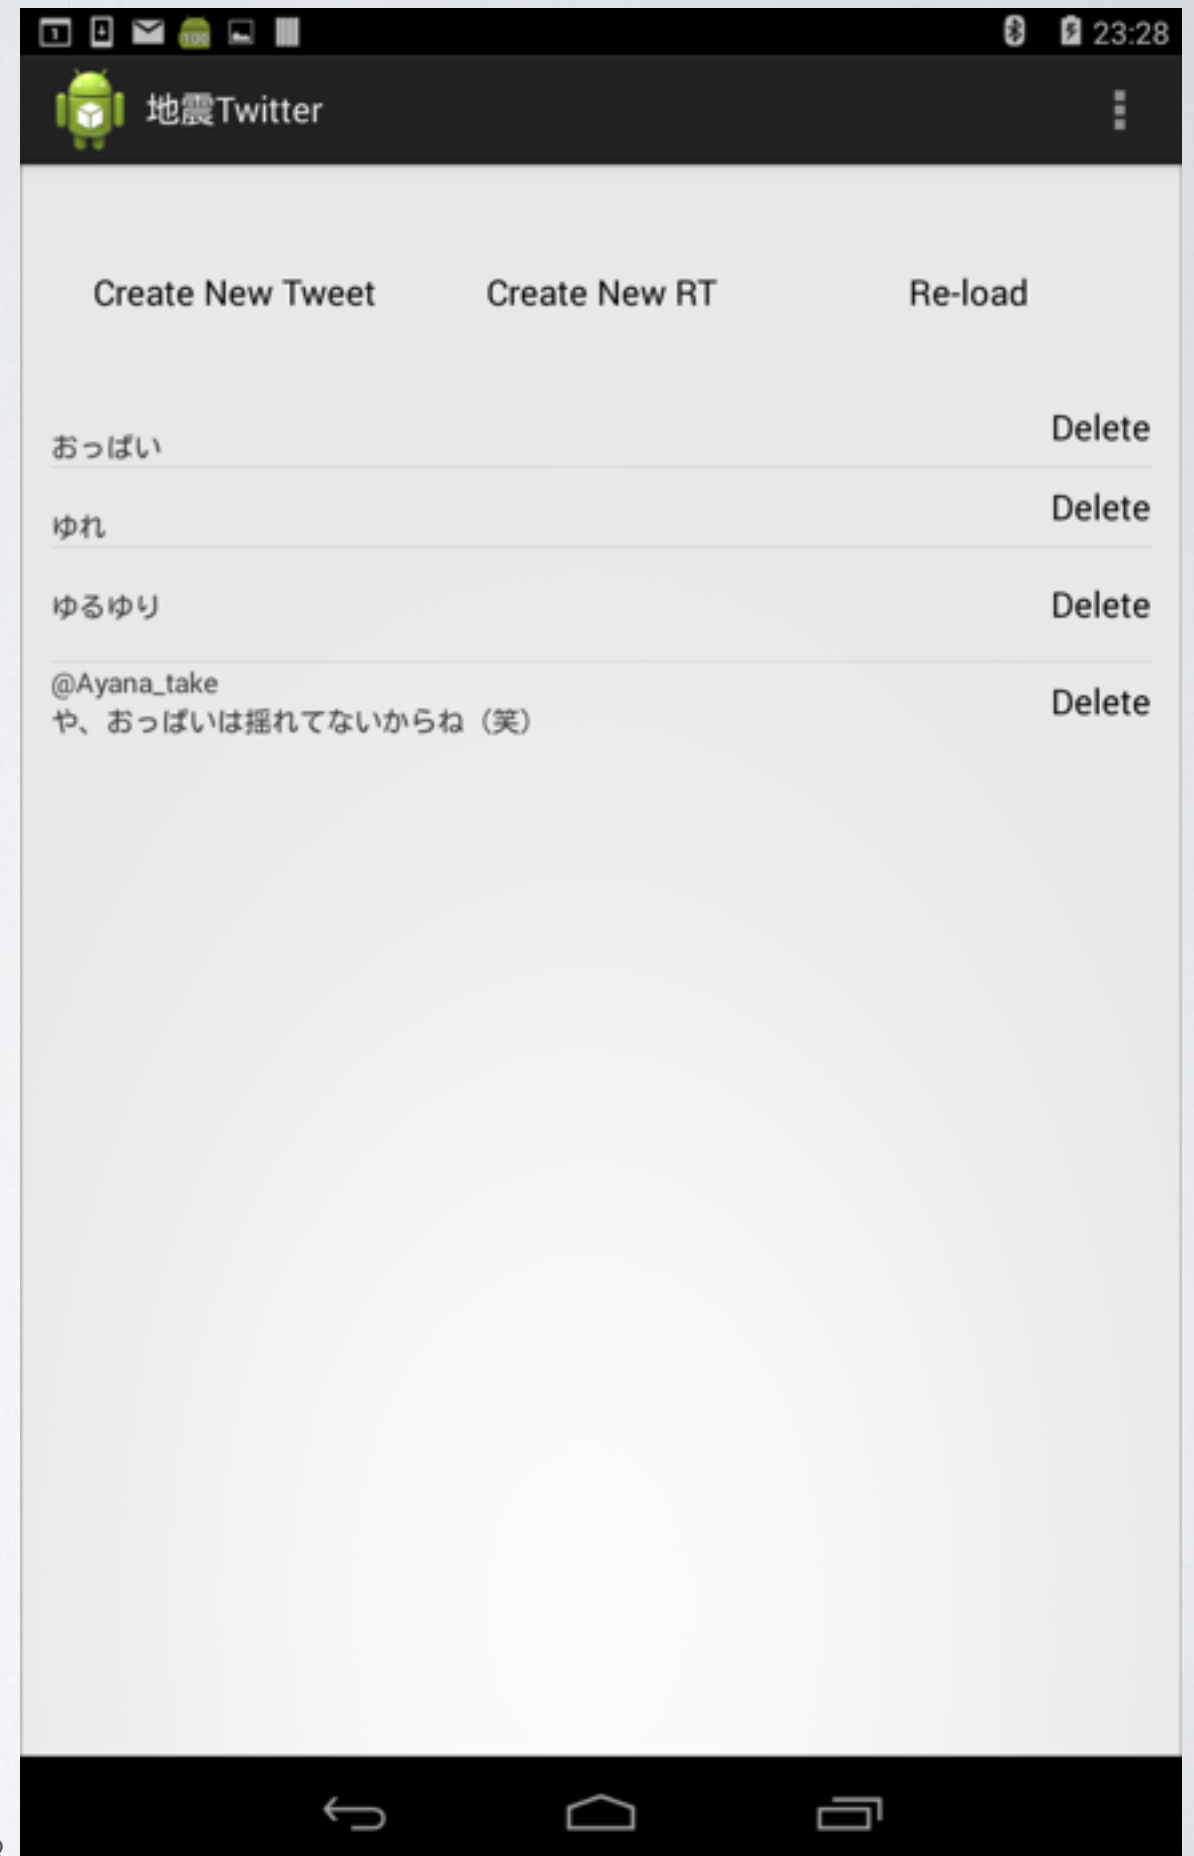 23:28
地震Twitter
Create New Tweet Create New RT Re-load
おっぱい Delete
ゆれ Delete
ゆるゆり Delete
@Ayana_take
や、おっぱいは揺れてないからね（笑） Delete